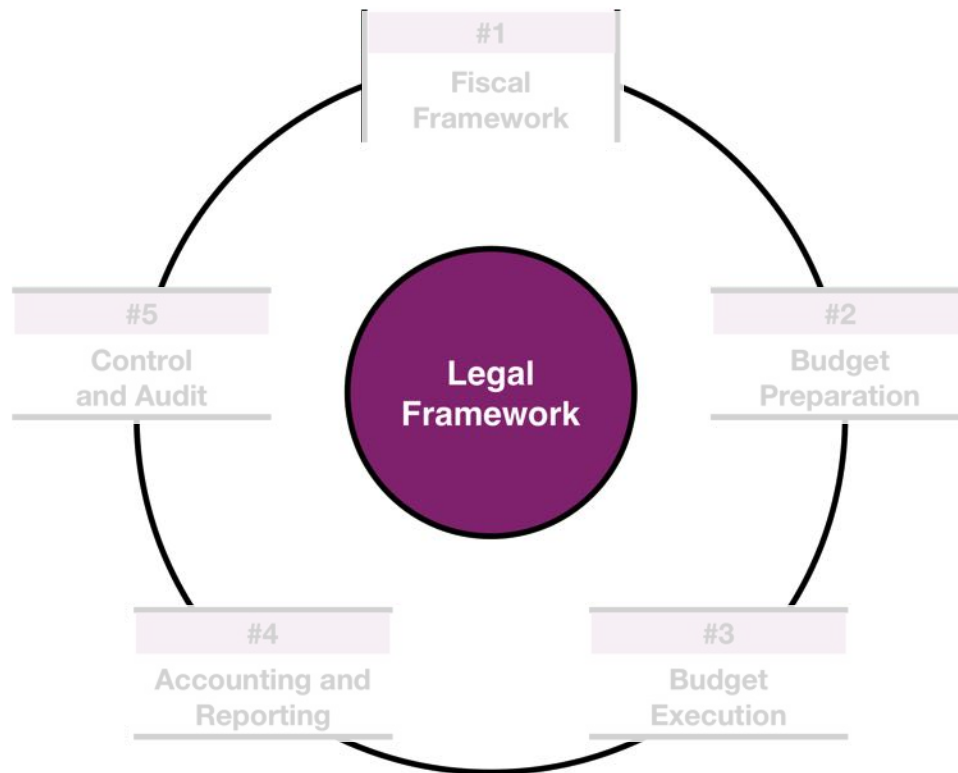 #1
Fiscal
Framework
#5
Control
and Audit
#2
Budget
Preparation
Legal
Framework
#4
Accounting and
Reporting
#3
Budget
Execution